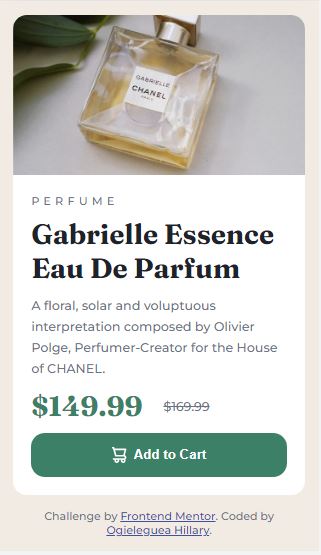 GABRIELLE
CHANEL
PARIS
PERFUME
Gabrielle Essence
Eau De Parfum
A floral, solar and voluptuous
interpretation composed by Olivier
Polge, Perfumer-Creator for the House
of CHANEL.
$149.99 $169.99
Add to Cart
Challenge by Frontend Mentor. Coded by
Ogieleguea Hillary.